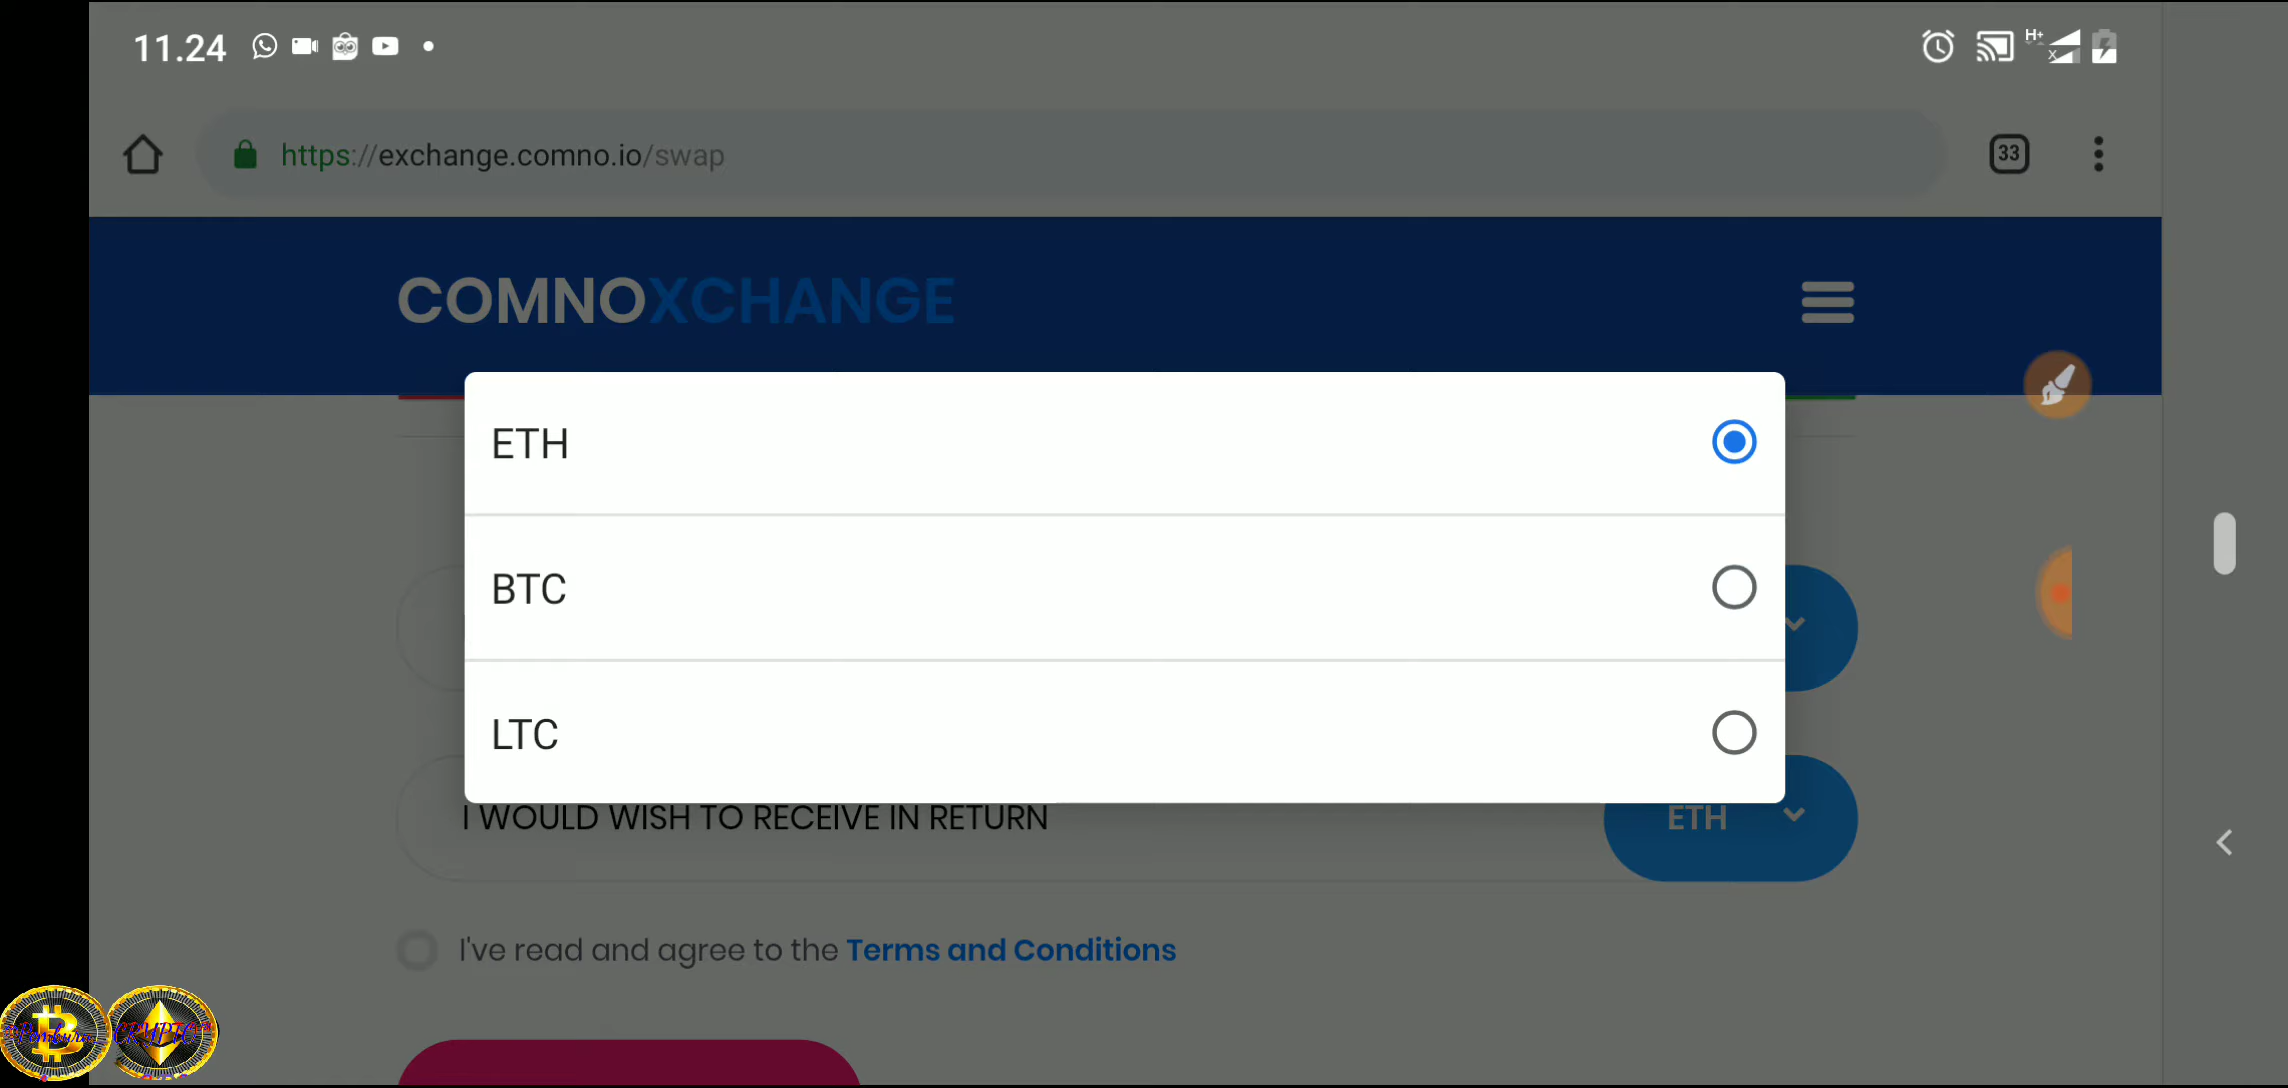 11.24
H+
x
https://exchange.comno.io/swap
33
COMNOXCHANGE
ETH
BTC
LTC
I WOULD WISH TO RECEIVE IN RETURN
ETH
I've read and agree to the Terms and Conditions